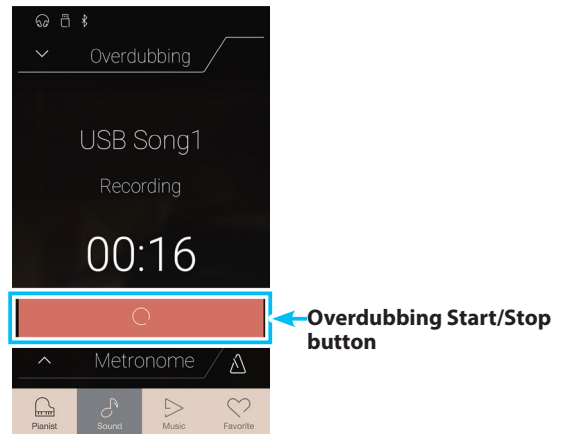 Overdubbing
USB Song1
Recording
00:16
Overdubbing Start/Stop
button
Metronome
Pianist Sound Music Favorite